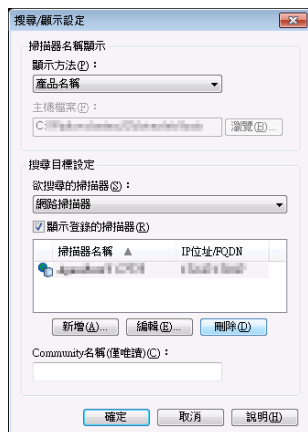 搜尋/顯示設定
掃描器名稱顯示
顯示方法(P)：
產品名稱
主機檔案(F)：
瀏覽(B)...
搜尋目標設定
欲搜尋的掃描器(S)：
網路掃描器
顯示登錄的掃描器(R)
掃描器名稱 IP位址/FQDN
新增(A)... 編輯(E)... 刪除(D)
Community名稱(僅唯讀)(C)：
確定 取消 說明(H)